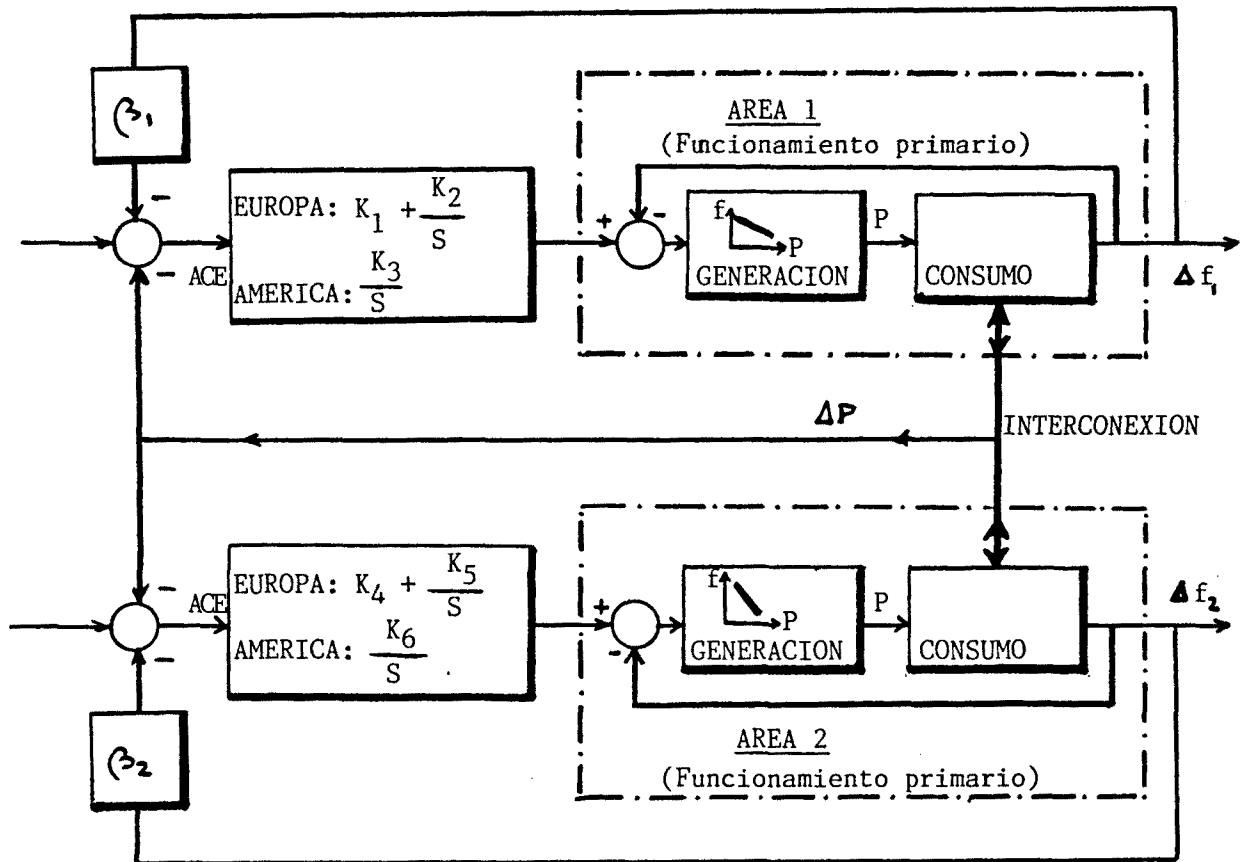 β₁
AREA 1
(Funcionamiento primario)
-
-
ACE
EUROPA: K₁ + K₂/S
AMERICA: K₃/S
+
-
f
P
GENERACION
P
CONSUMO
Δf₁
ΔP
INTERCONEXION
-
-
ACE
EUROPA: K₄ + K₅/S
AMERICA: K₆/S
+
-
f
P
GENERACION
P
CONSUMO
Δf₂
β₂
AREA 2
(Funcionamiento primario)